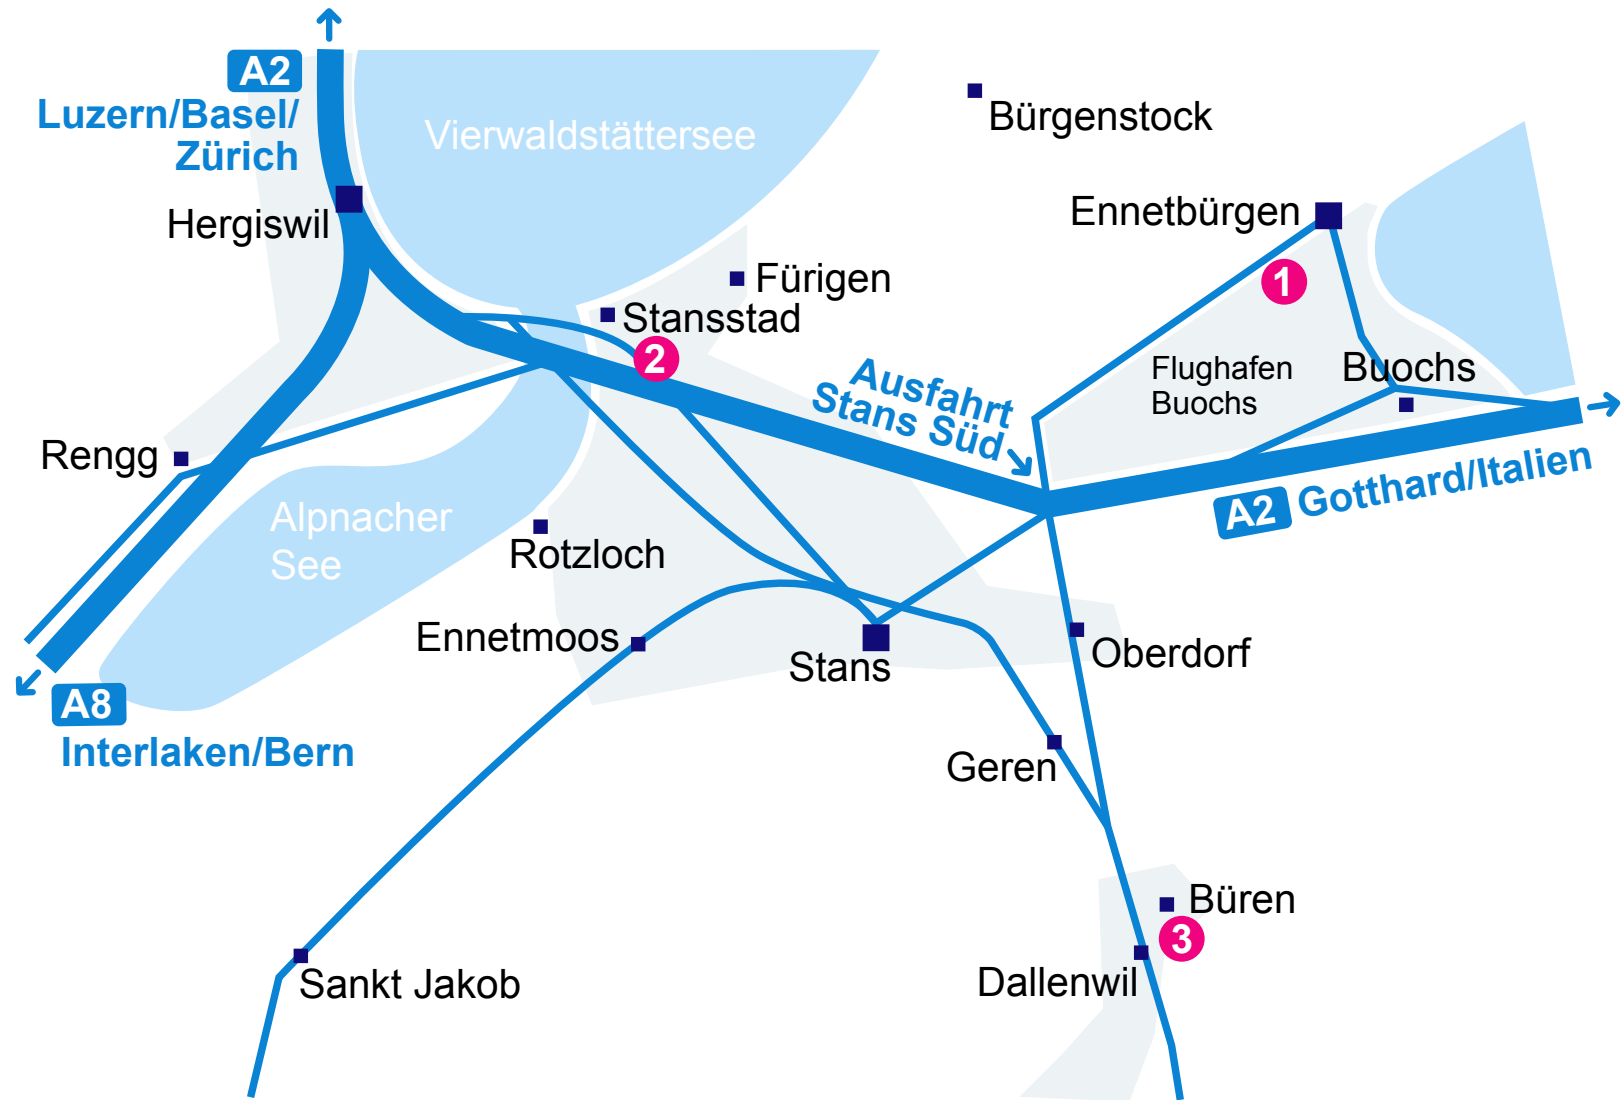 A2
Luzern/Basel/
Zürich
Vierwaldstättersee
Bürgenstock
Hergiswil
Ennetbürgen
Fürigen
1
Stansstad
2
Ausfahrt
Stans Süd
Flughafen
Buochs
Buochs
Rengg
A2 Gotthard/Italien
Alpnacher
See
Rotzloch
Ennetmoos
Stans
Oberdorf
A8
Interlaken/Bern
Geren
Büren
3
Sankt Jakob
Dallenwil